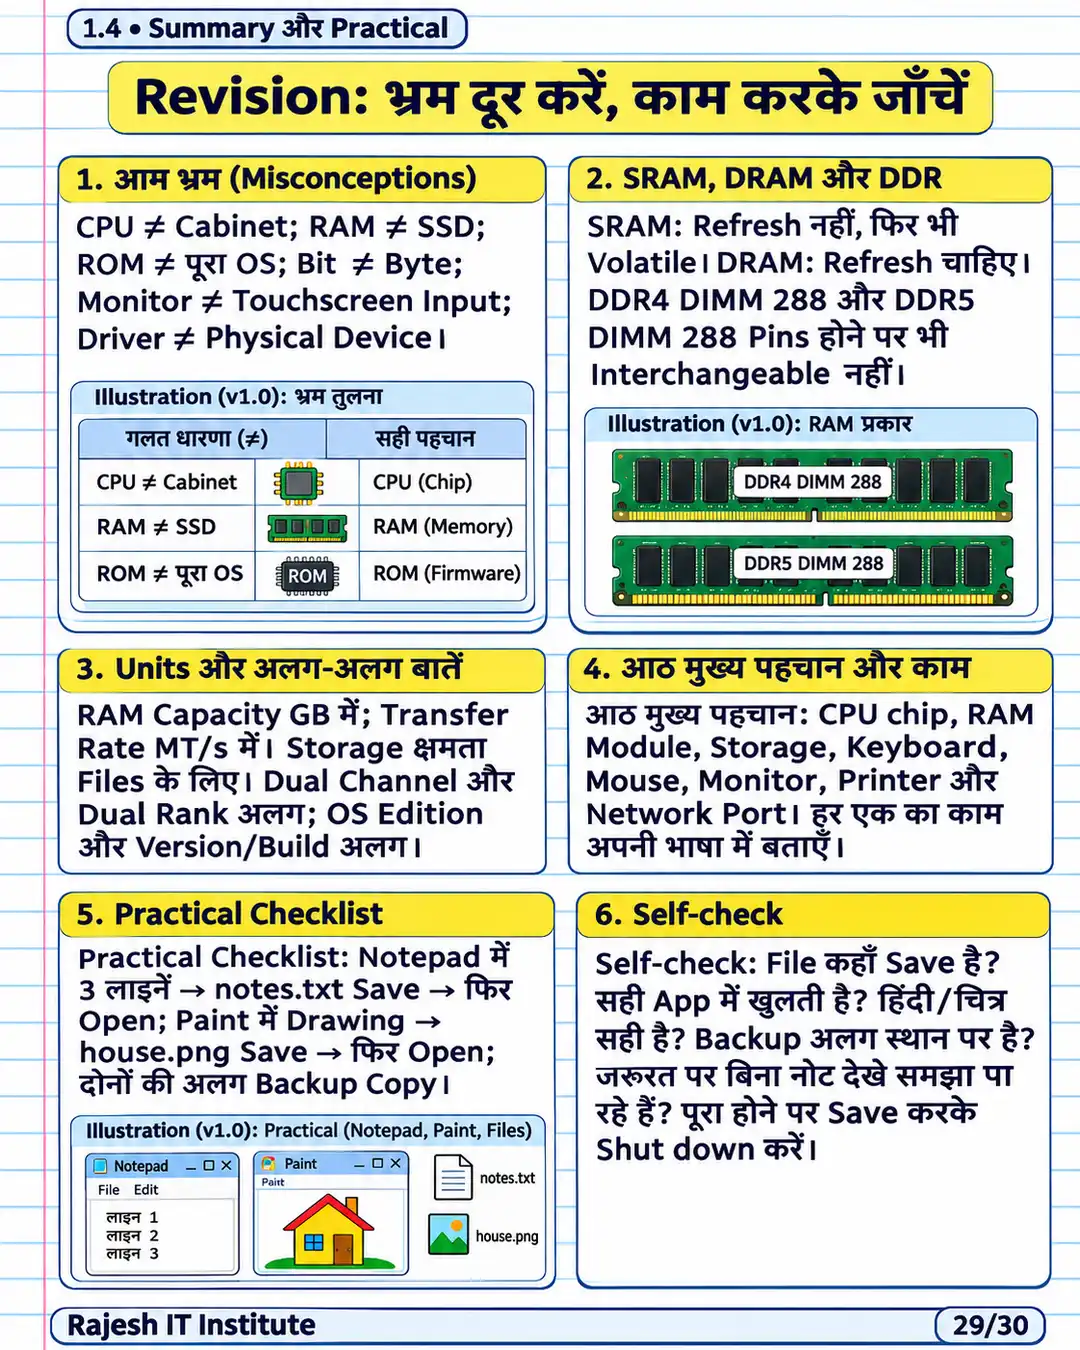 1.4 • Summary और Practical
Revision: भ्रम दूर करें, काम करके जाँचें
1. आम भ्रम (Misconceptions)
CPU ≠ Cabinet; RAM ≠ SSD;
ROM ≠ पूरा OS; Bit ≠ Byte;
Monitor ≠ Touchscreen Input;
Driver ≠ Physical Device।
Illustration (v1.0): भ्रम तुलना
गलत धारणा (≠) सही पहचान
CPU ≠ Cabinet CPU (Chip)
RAM ≠ SSD RAM (Memory)
ROM ≠ पूरा OS ROM ROM (Firmware)
2. SRAM, DRAM और DDR
SRAM: Refresh नहीं, फिर भी
Volatile। DRAM: Refresh चाहिए।
DDR4 DIMM 288 और DDR5
DIMM 288 Pins होने पर भी
Interchangeable नहीं।
Illustration (v1.0): RAM प्रकार
DDR4 DIMM 288
DDR5 DIMM 288
3. Units और अलग-अलग बातें
RAM Capacity GB में; Transfer
Rate MT/s में। Storage क्षमता
Files के लिए। Dual Channel और
Dual Rank अलग; OS Edition
और Version/Build अलग।
4. आठ मुख्य पहचान और काम
आठ मुख्य पहचान: CPU chip, RAM
Module, Storage, Keyboard,
Mouse, Monitor, Printer और
Network Port। हर एक का काम
अपनी भाषा में बताएँ।
5. Practical Checklist
Practical Checklist: Notepad में
3 लाइनें → notes.txt Save → फिर
Open; Paint में Drawing →
house.png Save → फिर Open;
दोनों की अलग Backup Copy।
Illustration (v1.0): Practical (Notepad, Paint, Files)
Notepad
File Edit
लाइन 1
लाइन 2
लाइन 3
Paint
Paint
notes.txt
house.png
6. Self-check
Self-check: File कहाँ Save है?
सही App में खुलती है? हिंदी/चित्र
सही है? Backup अलग स्थान पर है?
जरूरत पर बिना नोट देखे समझा पा
रहे हैं? पूरा होने पर Save करके
Shut down करें।
Rajesh IT Institute
29/30